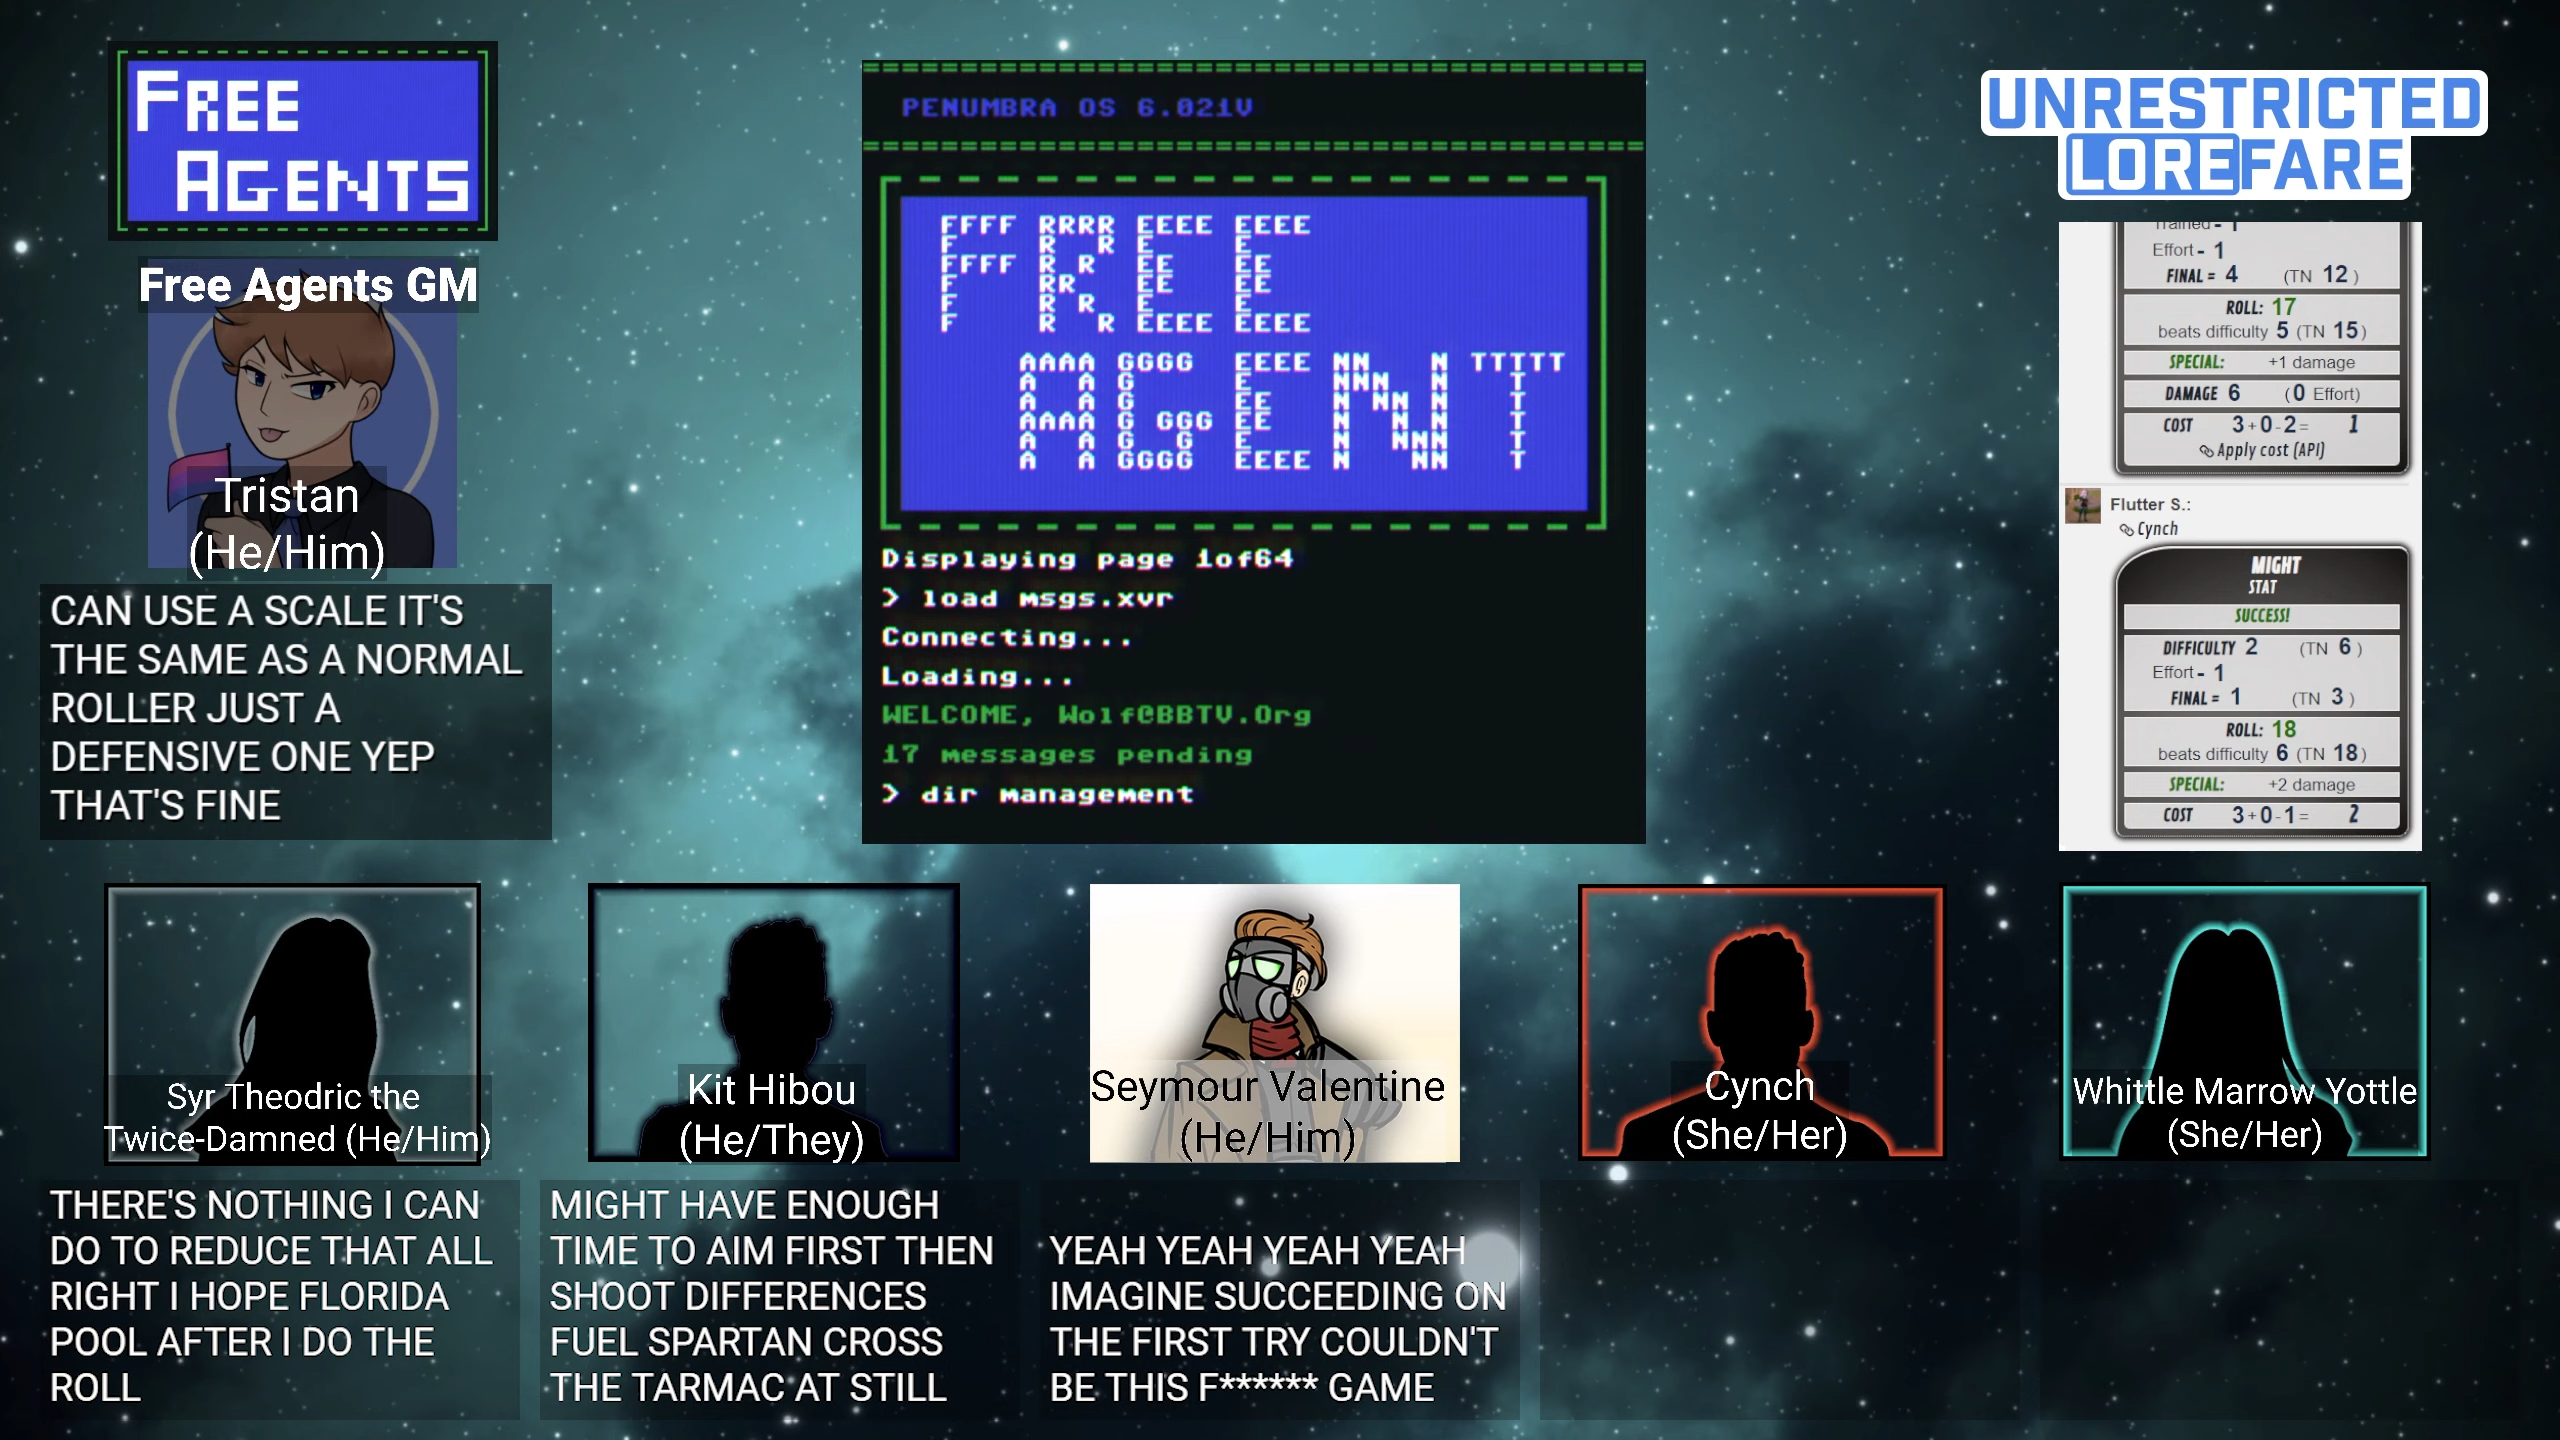 FREE
AGENTS
Free Agents GM
Tristan
(He/Him)
CAN USE A SCALE IT'S
THE SAME AS A NORMAL
ROLLER JUST A
DEFENSIVE ONE YEP
THAT'S FINE
PENUMBRA OS 6.021V
FREE
AGENT
Displaying page 1of64
> load msgs.xvr
Connecting...
Loading...
WELCOME, Wolf@BBTV.Org
17 messages pending
> dir management
UNRESTRICTED
LOREFARE
Trained - 1
Effort - 1
FINAL = 4 (TN 12 )
ROLL: 17
beats difficulty 5 (TN 15)
SPECIAL: +1 damage
DAMAGE 6 (0 Effort)
COST 3+0-2= 1
Apply cost (API)
Flutter S.:
Cynch
MIGHT
STAT
SUCCESS!
DIFFICULTY 2 (TN 6 )
Effort - 1
FINAL = 1 (TN 3 )
ROLL: 18
beats difficulty 6 (TN 18)
SPECIAL: +2 damage
COST 3+0-1= 2
Syr Theodric the
Twice-Damned (He/Him)
THERE'S NOTHING I CAN
DO TO REDUCE THAT ALL
RIGHT I HOPE FLORIDA
POOL AFTER I DO THE
ROLL
Kit Hibou
(He/They)
MIGHT HAVE ENOUGH
TIME TO AIM FIRST THEN
SHOOT DIFFERENCES
FUEL SPARTAN CROSS
THE TARMAC AT STILL
Seymour Valentine
(He/Him)
YEAH YEAH YEAH YEAH
IMAGINE SUCCEEDING ON
THE FIRST TRY COULDN'T
BE THIS F****** GAME
Cynch
(She/Her)
Whittle Marrow Yottle
(She/Her)